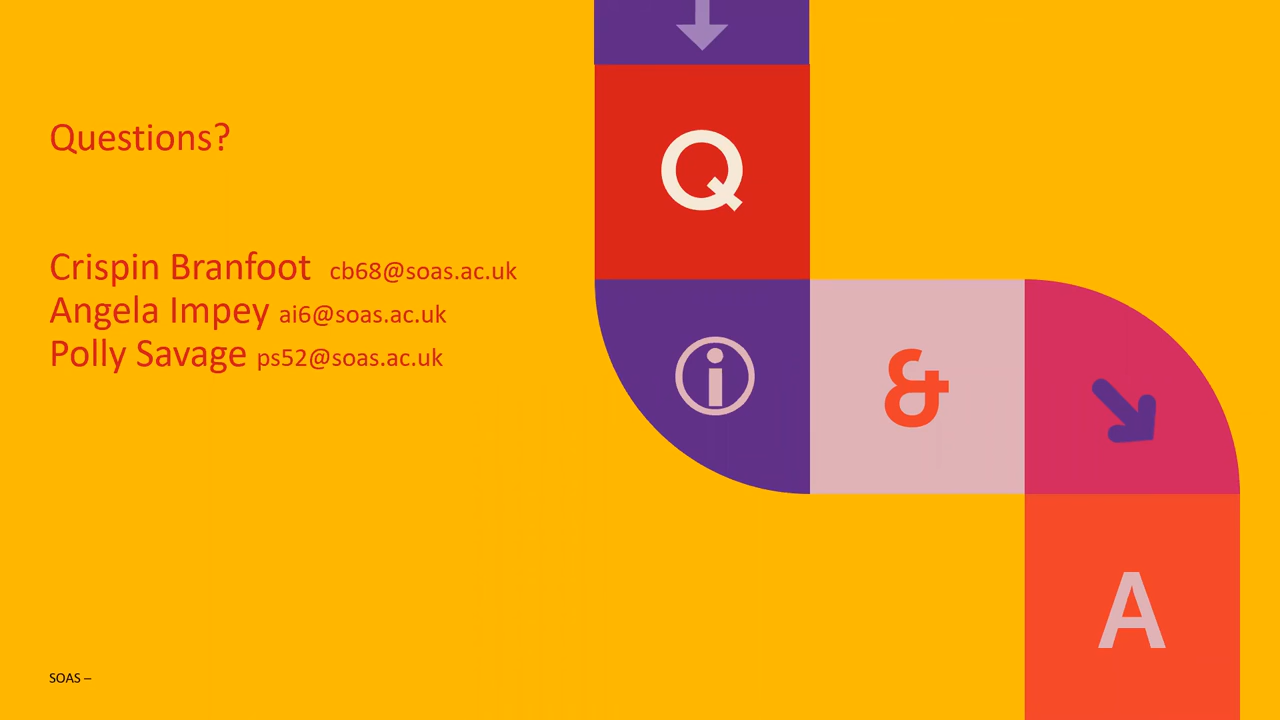 Questions?
Crispin Branfoot cb68@soas.ac.uk
Angela Impey ai6@soas.ac.uk
Polly Savage ps52@soas.ac.uk
Q
i
&
A
SOAS –